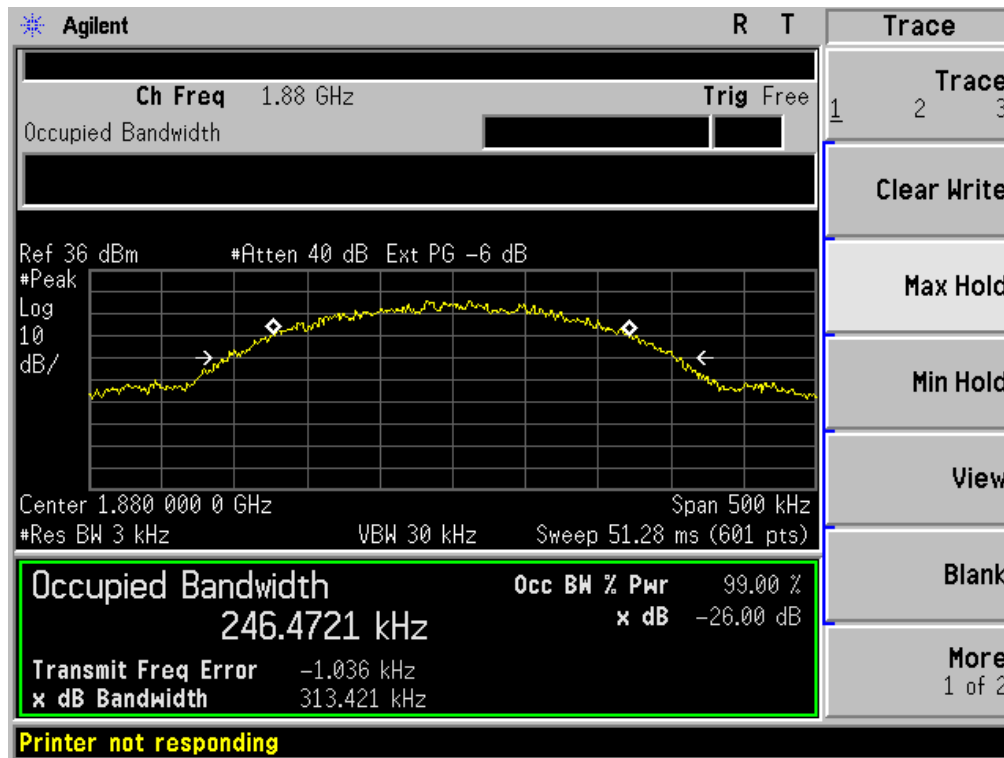 Agilent R T
Trace
Ch Freq 1.88 GHz Trig Free
Occupied Bandwidth
Ref 36 dBm #Atten 40 dB Ext PG -6 dB
#Peak
Log
10
dB/
Center 1.880 000 0 GHz Span 500 kHz
#Res BW 3 kHz VBW 30 kHz Sweep 51.28 ms (601 pts)
Occupied Bandwidth
246.4721 kHz
Occ BW % Pwr 99.00 %
x dB -26.00 dB
Transmit Freq Error -1.036 kHz
x dB Bandwidth 313.421 kHz
Printer not responding
Trace
1 2 3
Clear Write
Max Hold
Min Hold
View
Blank
More
1 of 2